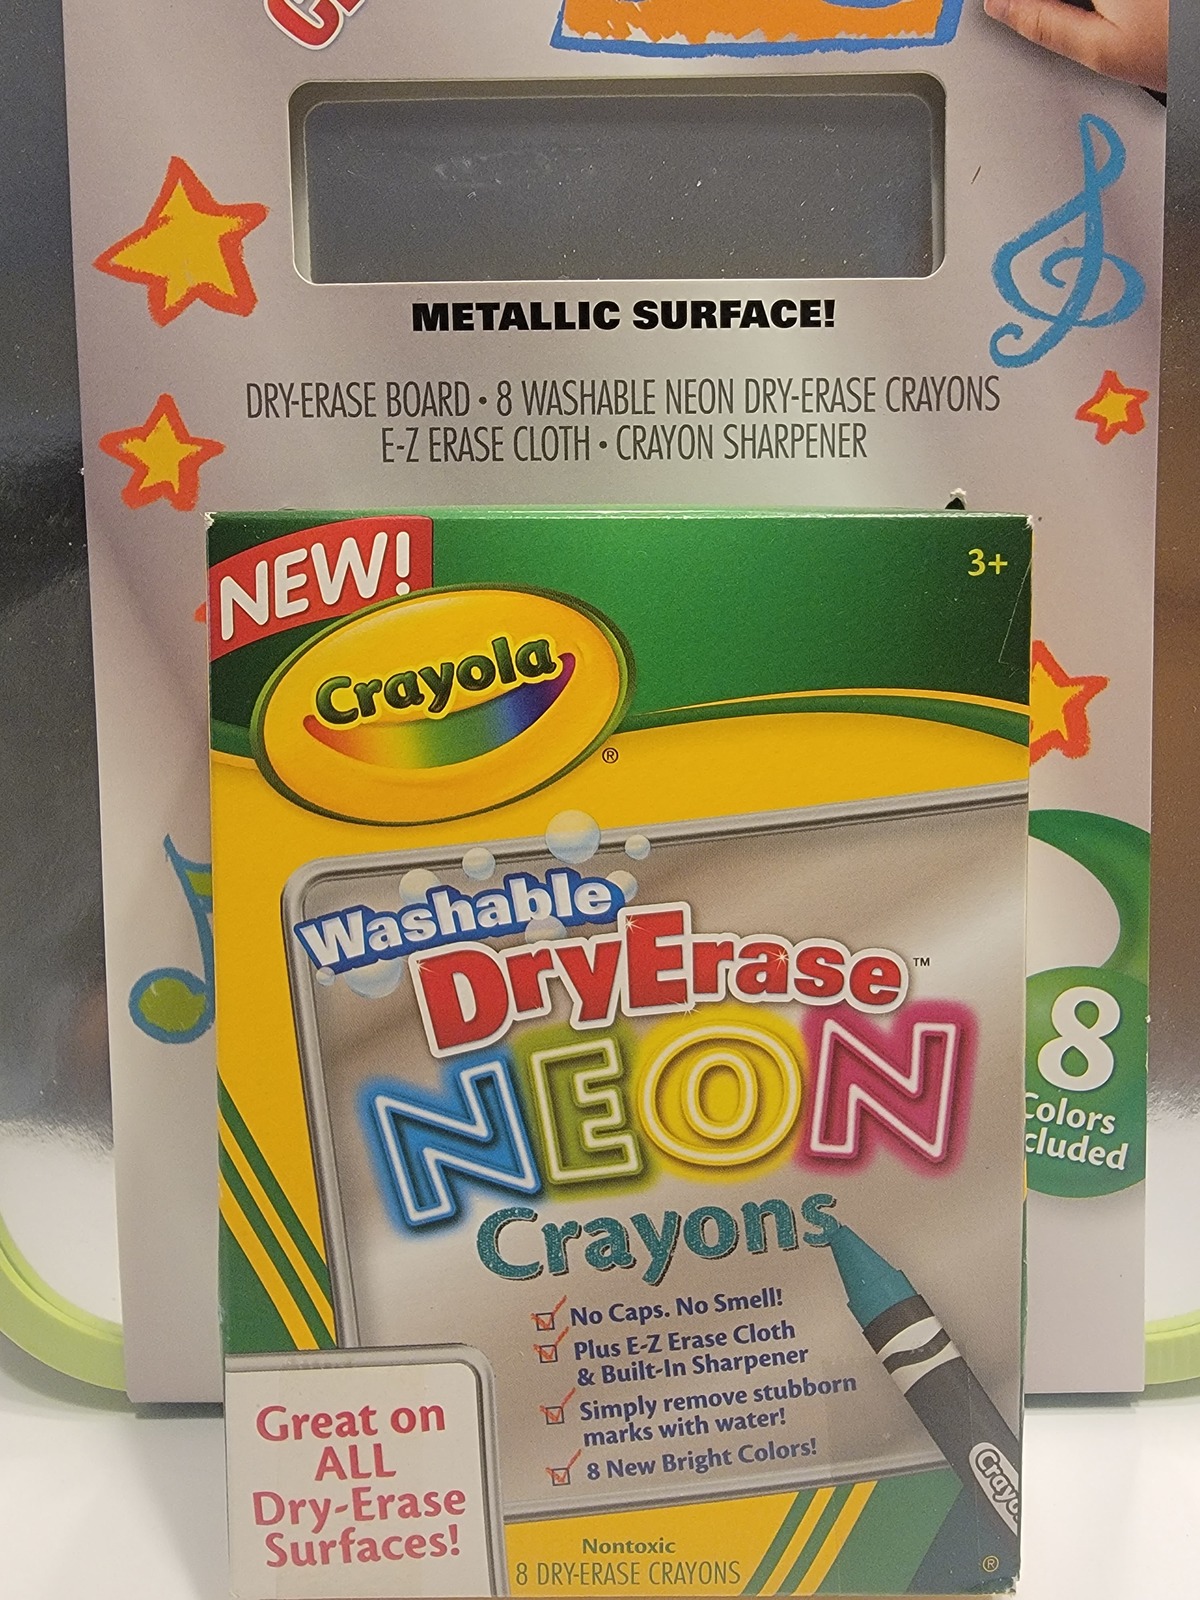 METALLIC SURFACE!
DRY-ERASE BOARD • 8 WASHABLE NEON DRY-ERASE CRAYONS
E-Z ERASE CLOTH • CRAYON SHARPENER
NEW!
3+
Crayola
®
Washable
DryErase™
NEON
Crayons
No Caps. No Smell!
Plus E-Z Erase Cloth
& Built-In Sharpener
Simply remove stubborn
marks with water!
8 New Bright Colors!
Great on
ALL
Dry-Erase
Surfaces!
Nontoxic
8 DRY-ERASE CRAYONS
Crayo
®
8
Colors
cluded